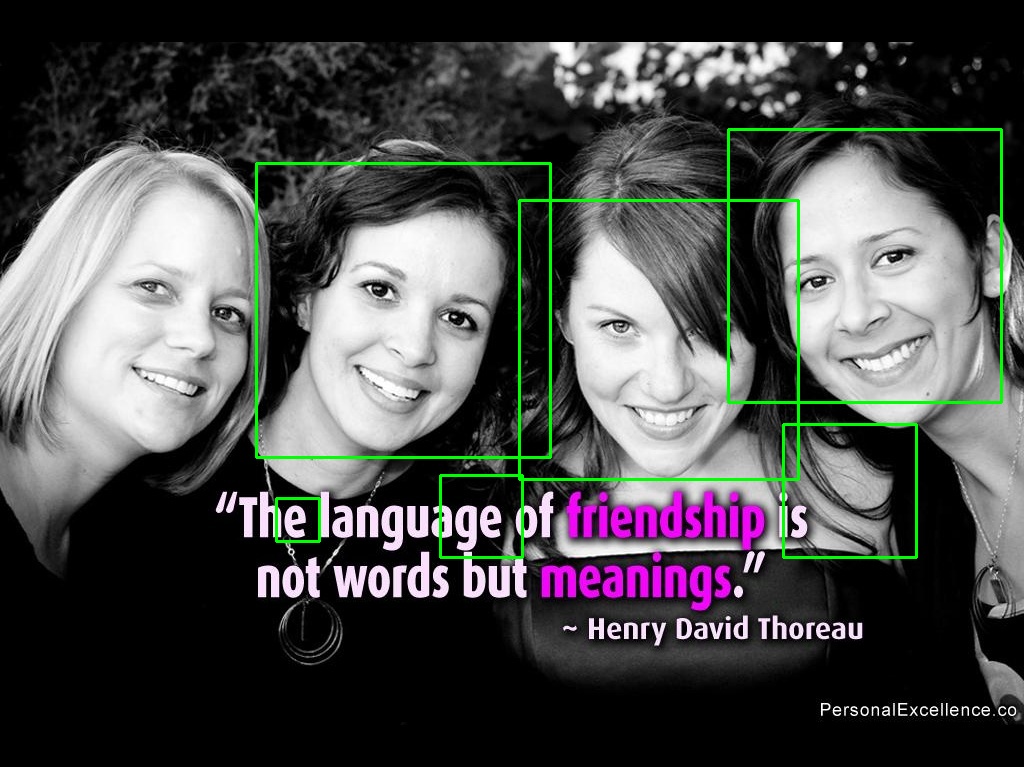 “The language of friendship is
not words but meanings.”
~ Henry David Thoreau
PersonalExcellence.co